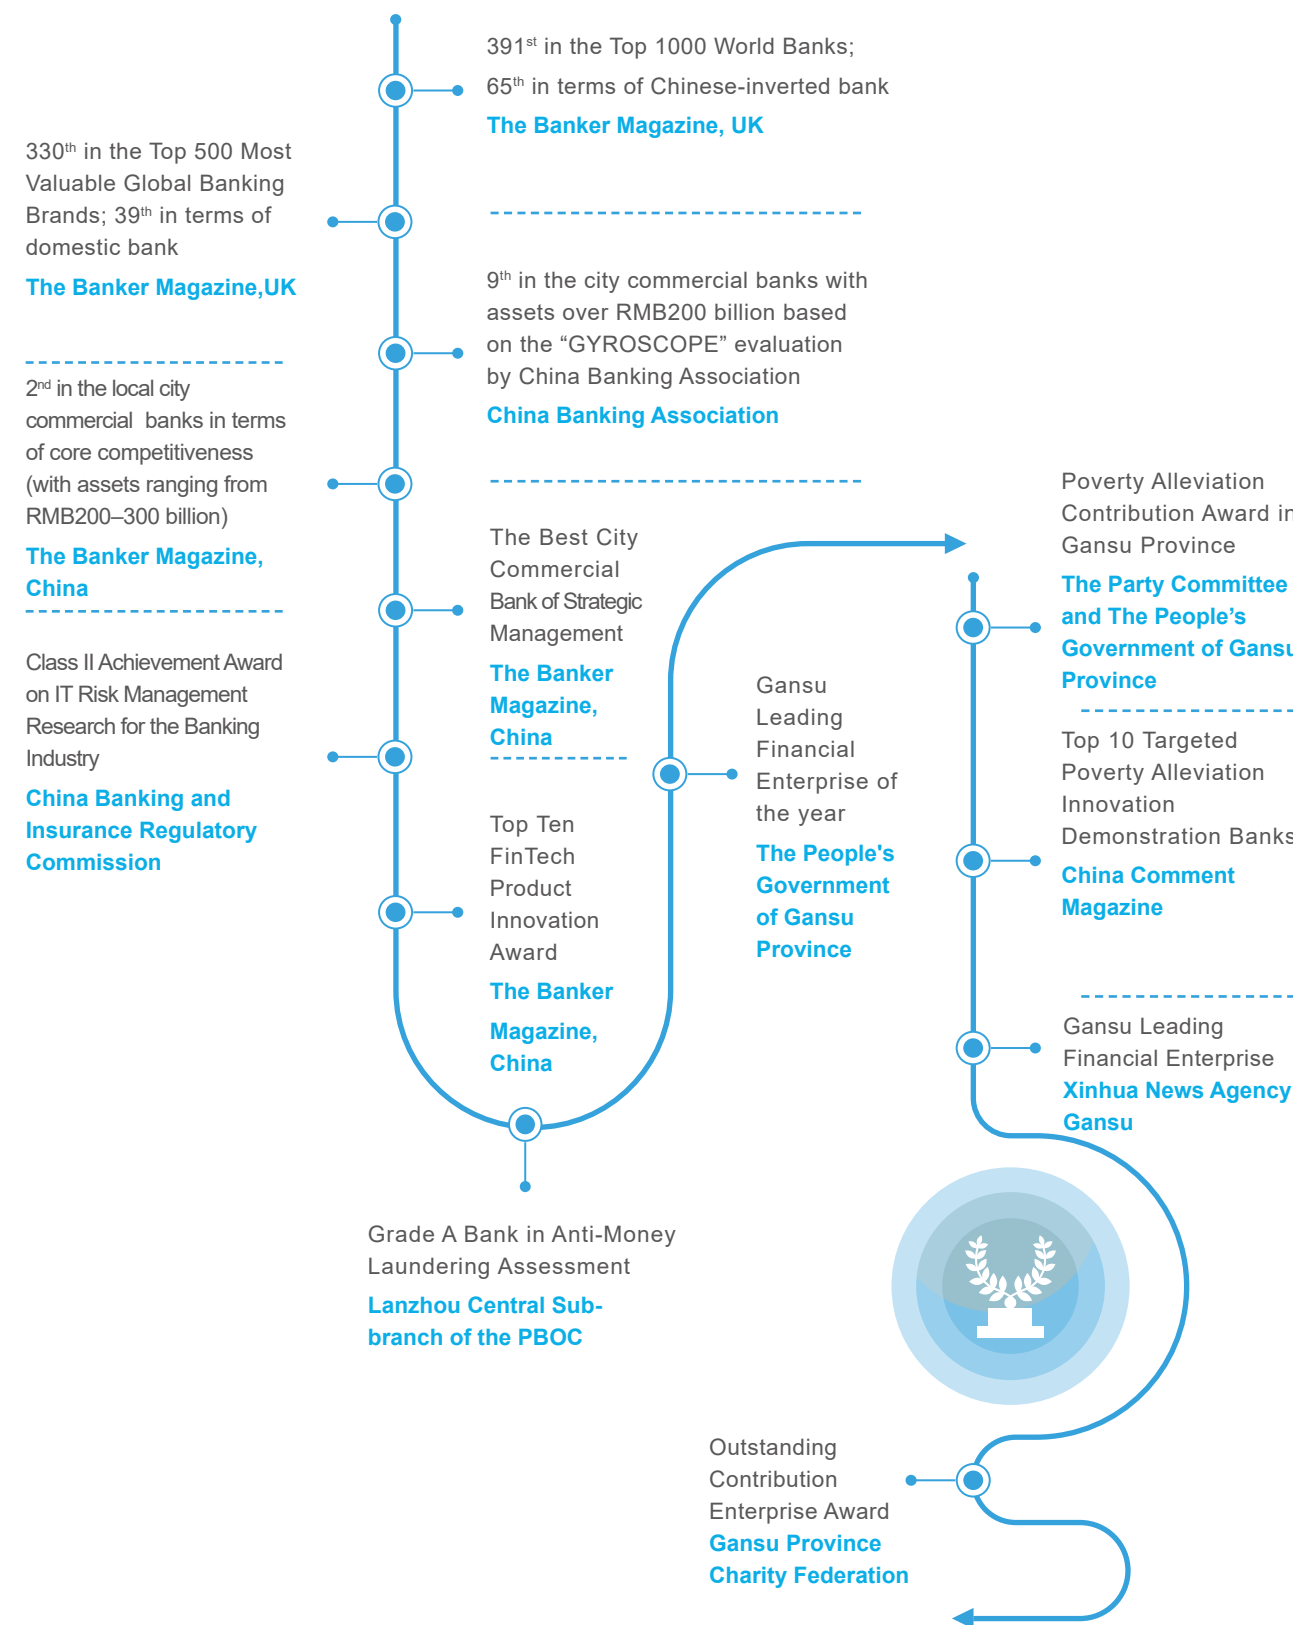 391st in the Top 1000 World Banks;
65th in terms of Chinese-inverted bank
The Banker Magazine, UK
330th in the Top 500 Most
Valuable Global Banking
Brands; 39th in terms of
domestic bank
The Banker Magazine,UK
9th in the city commercial banks with
assets over RMB200 billion based
on the “GYROSCOPE” evaluation
by China Banking Association
China Banking Association
2nd in the local city
commercial banks in terms
of core competitiveness
(with assets ranging from
RMB200–300 billion)
The Banker Magazine,
China
The Best City
Commercial
Bank of Strategic
Management
The Banker
Magazine,
China
Class II Achievement Award
on IT Risk Management
Research for the Banking
Industry
China Banking and
Insurance Regulatory
Commission
Top Ten
FinTech
Product
Innovation
Award
The Banker
Magazine,
China
Grade A Bank in Anti-Money
Laundering Assessment
Lanzhou Central Sub-
branch of the PBOC
Gansu
Leading
Financial
Enterprise of
the year
The People's
Government
of Gansu
Province
Poverty Alleviation
Contribution Award in
Gansu Province
The Party Committee
and The People’s
Government of Gansu
Province
Top 10 Targeted
Poverty Alleviation
Innovation
Demonstration Banks
China Comment
Magazine
Gansu Leading
Financial Enterprise
Xinhua News Agency
Gansu
Outstanding
Contribution
Enterprise Award
Gansu Province
Charity Federation